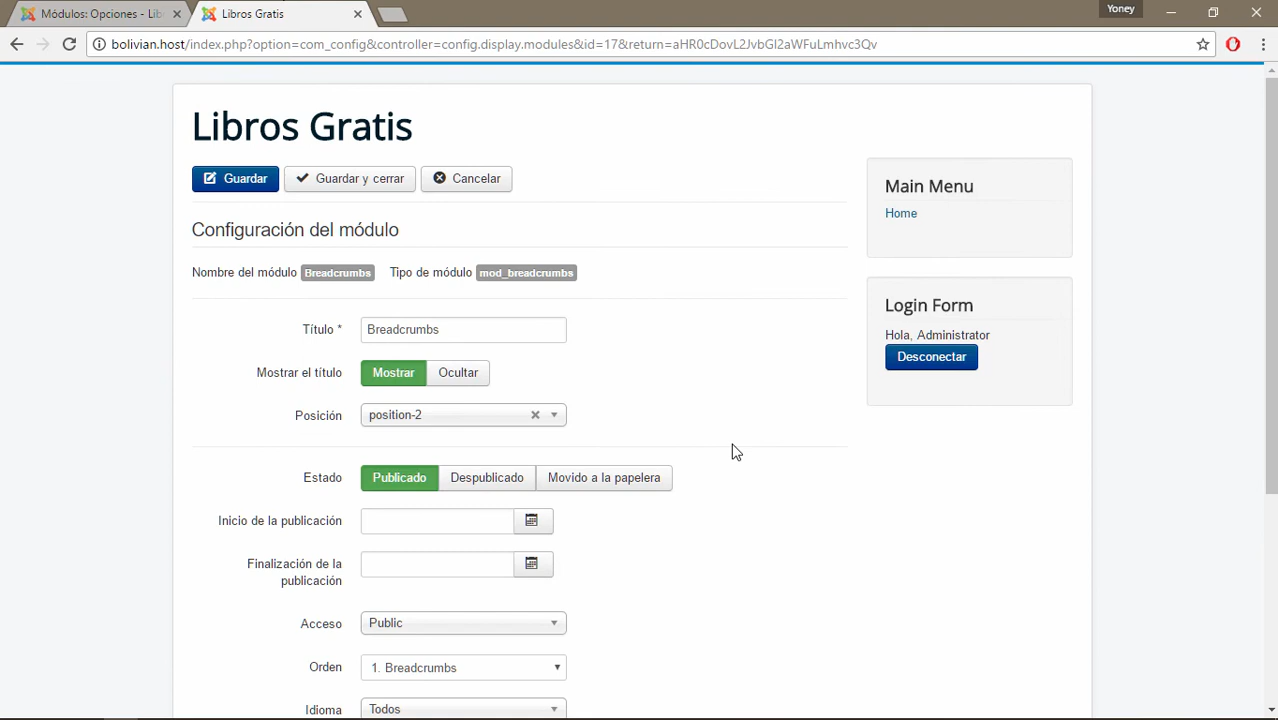 Módulos: Opciones - Lib
Libros Gratis
Yoney
bolivian.host/index.php?option=com_config&controller=config.display.modules&id=17&return=aHR0cDovL2JvbGl2aWFuLmhvc3Qv
Libros Gratis
Guardar
Guardar y cerrar
Cancelar
Main Menu
Home
Configuración del módulo
Nombre del módulo Breadcrumbs Tipo de módulo mod_breadcrumbs
Login Form
Hola, Administrator
Desconectar
Título * Breadcrumbs
Mostrar el título Mostrar Ocultar
Posición position-2
Estado Publicado Despublicado Movido a la papelera
Inicio de la publicación
Finalización de la
publicación
Acceso Public
Orden 1. Breadcrumbs
Idioma Todos